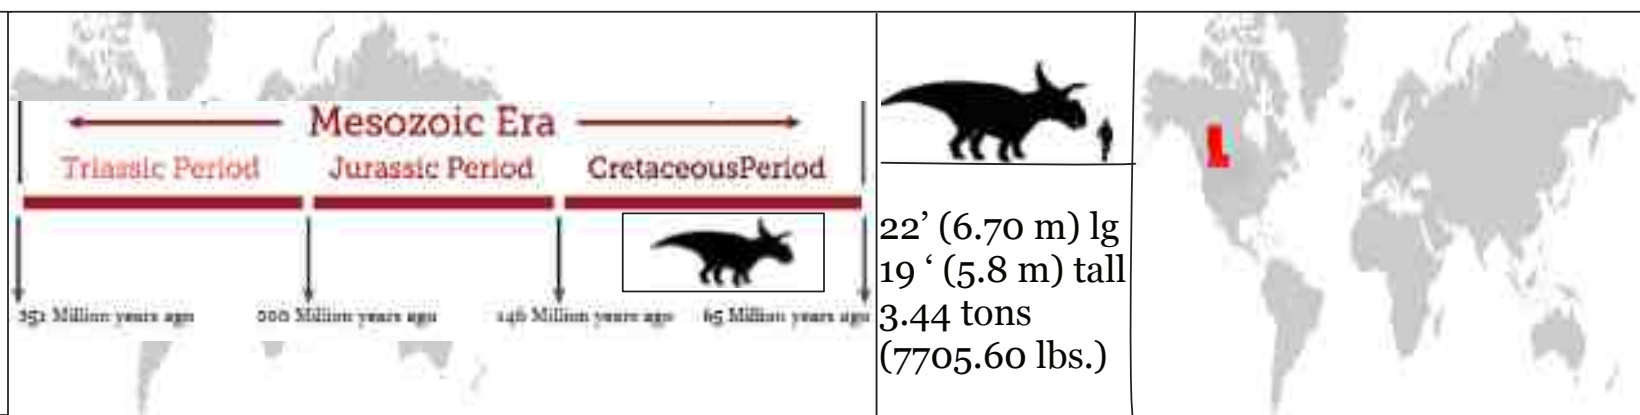 Mesozoic Era
Triassic Period Jurassic Period CretaceousPeriod
251 Million years ago 200 Million years ago 146 Million years ago 65 Million years ago
22’ (6.70 m) lg
19 ‘ (5.8 m) tall
3.44 tons
(7705.60 lbs.)